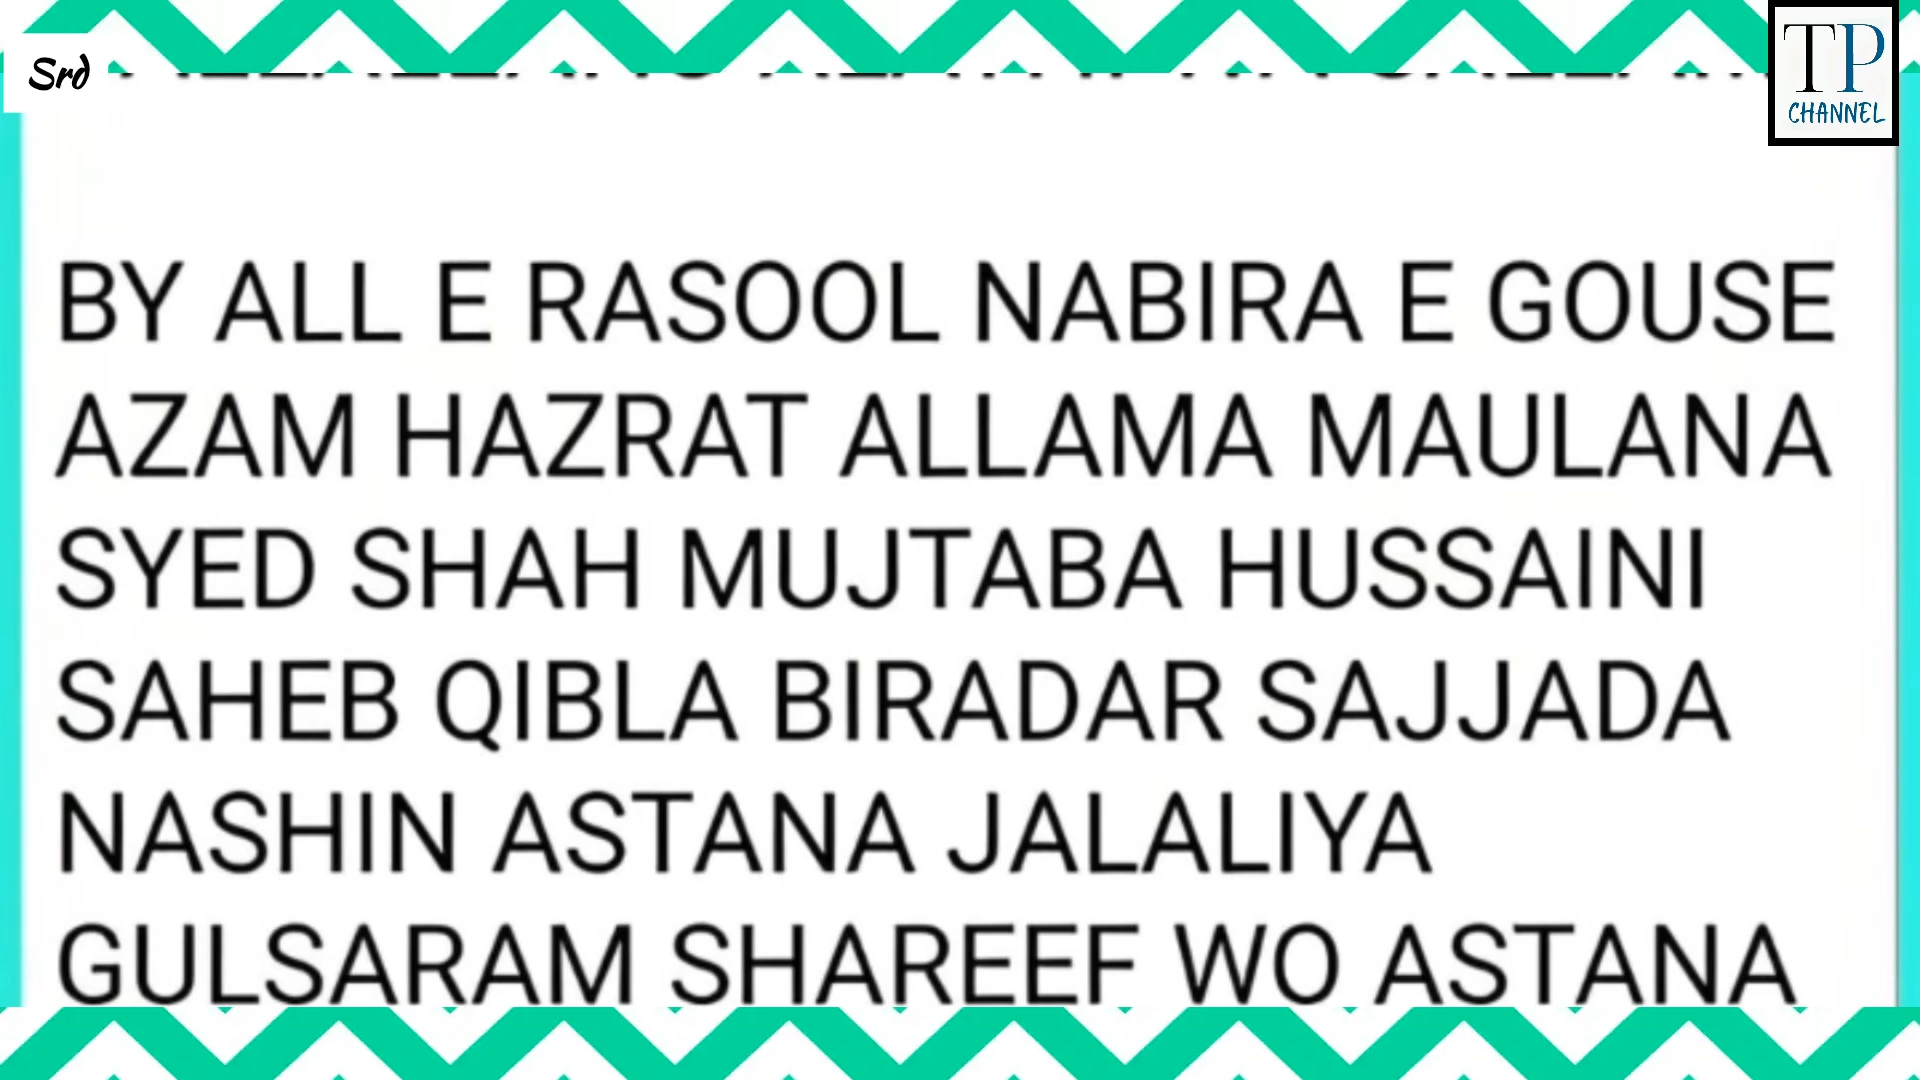 Srd
TP
CHANNEL
BY ALL E RASOOL NABIRA E GOUSE
AZAM HAZRAT ALLAMA MAULANA
SYED SHAH MUJTABA HUSSAINI
SAHEB QIBLA BIRADAR SAJJADA
NASHIN ASTANA JALALIYA
GULSARAM SHAREEF WO ASTANA